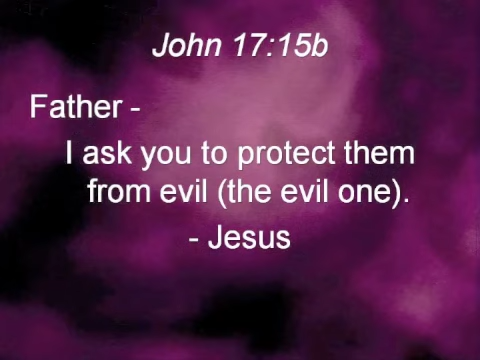 John 17:15b
Father -
I ask you to protect them
from evil (the evil one).
- Jesus